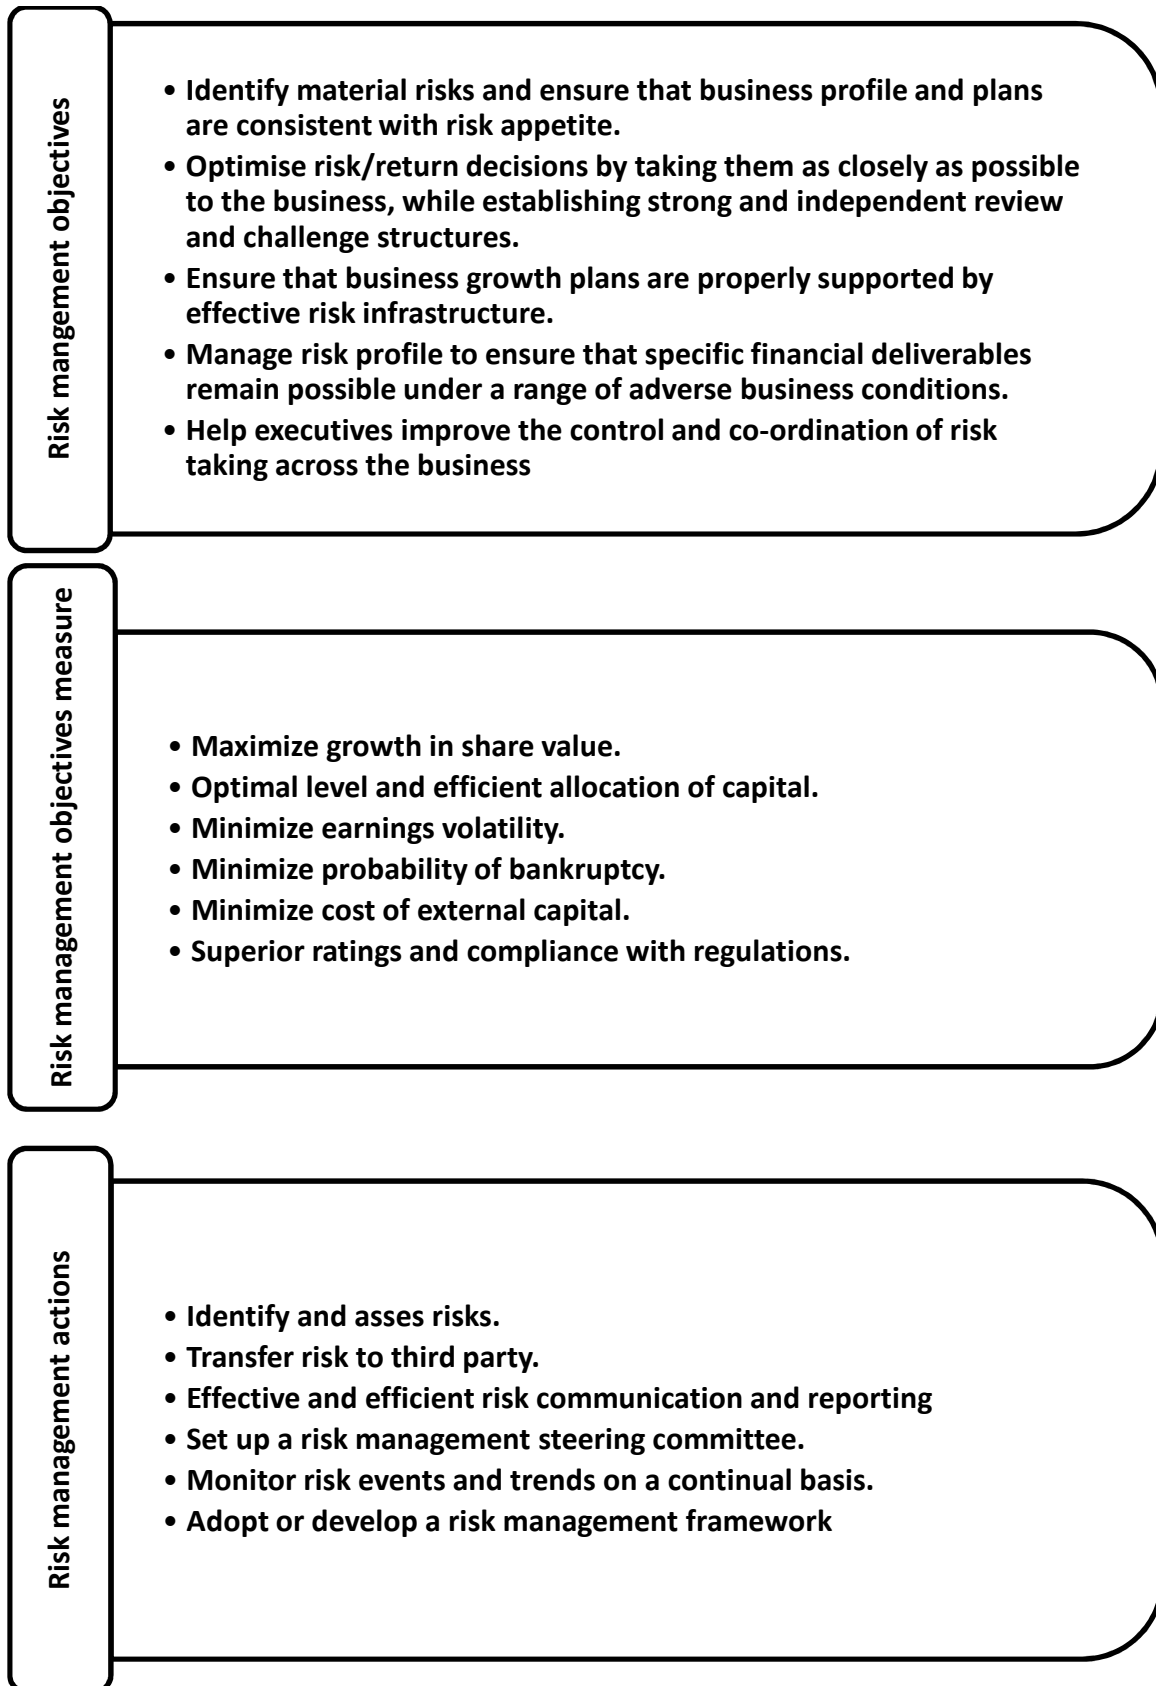 Risk mangement objectives
• Identify material risks and ensure that business profile and plans
are consistent with risk appetite.
• Optimise risk/return decisions by taking them as closely as possible
to the business, while establishing strong and independent review
and challenge structures.
• Ensure that business growth plans are properly supported by
effective risk infrastructure.
• Manage risk profile to ensure that specific financial deliverables
remain possible under a range of adverse business conditions.
• Help executives improve the control and co-ordination of risk
taking across the business
Risk management objectives measure
• Maximize growth in share value.
• Optimal level and efficient allocation of capital.
• Minimize earnings volatility.
• Minimize probability of bankruptcy.
• Minimize cost of external capital.
• Superior ratings and compliance with regulations.
Risk management actions
• Identify and asses risks.
• Transfer risk to third party.
• Effective and efficient risk communication and reporting
• Set up a risk management steering committee.
• Monitor risk events and trends on a continual basis.
• Adopt or develop a risk management framework